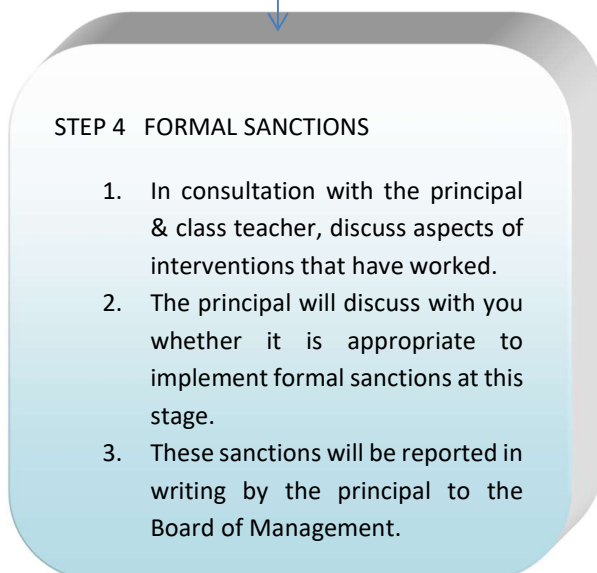 STEP 4 FORMAL SANCTIONS
1. In consultation with the principal
& class teacher, discuss aspects of
interventions that have worked.
2. The principal will discuss with you
whether it is appropriate to
implement formal sanctions at this
stage.
3. These sanctions will be reported in
writing by the principal to the
Board of Management.